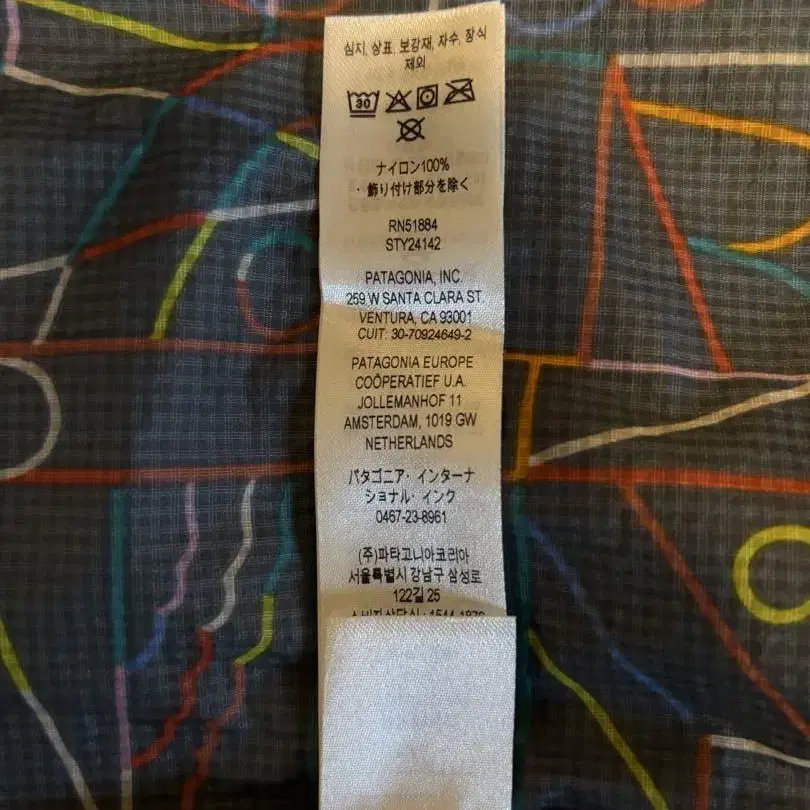 심지, 상표, 보강재, 자수, 장식
제외
30
ナイロン100%
・飾り付け部分を除く
RN51884
STY24142
PATAGONIA, INC.
259 W SANTA CLARA ST
VENTURA, CA 93001
CUIT: 30-70924649-2
PATAGONIA EUROPE
COÖPERATIEF U.A.
JOLLEMANHOF 11
AMSTERDAM, 1019 GW
NETHERLANDS
パタゴニア・インターナ
ショナル・インク
0467-23-8961
(주)파타고니아코리아
서울특별시 강남구 삼성로
122길 25